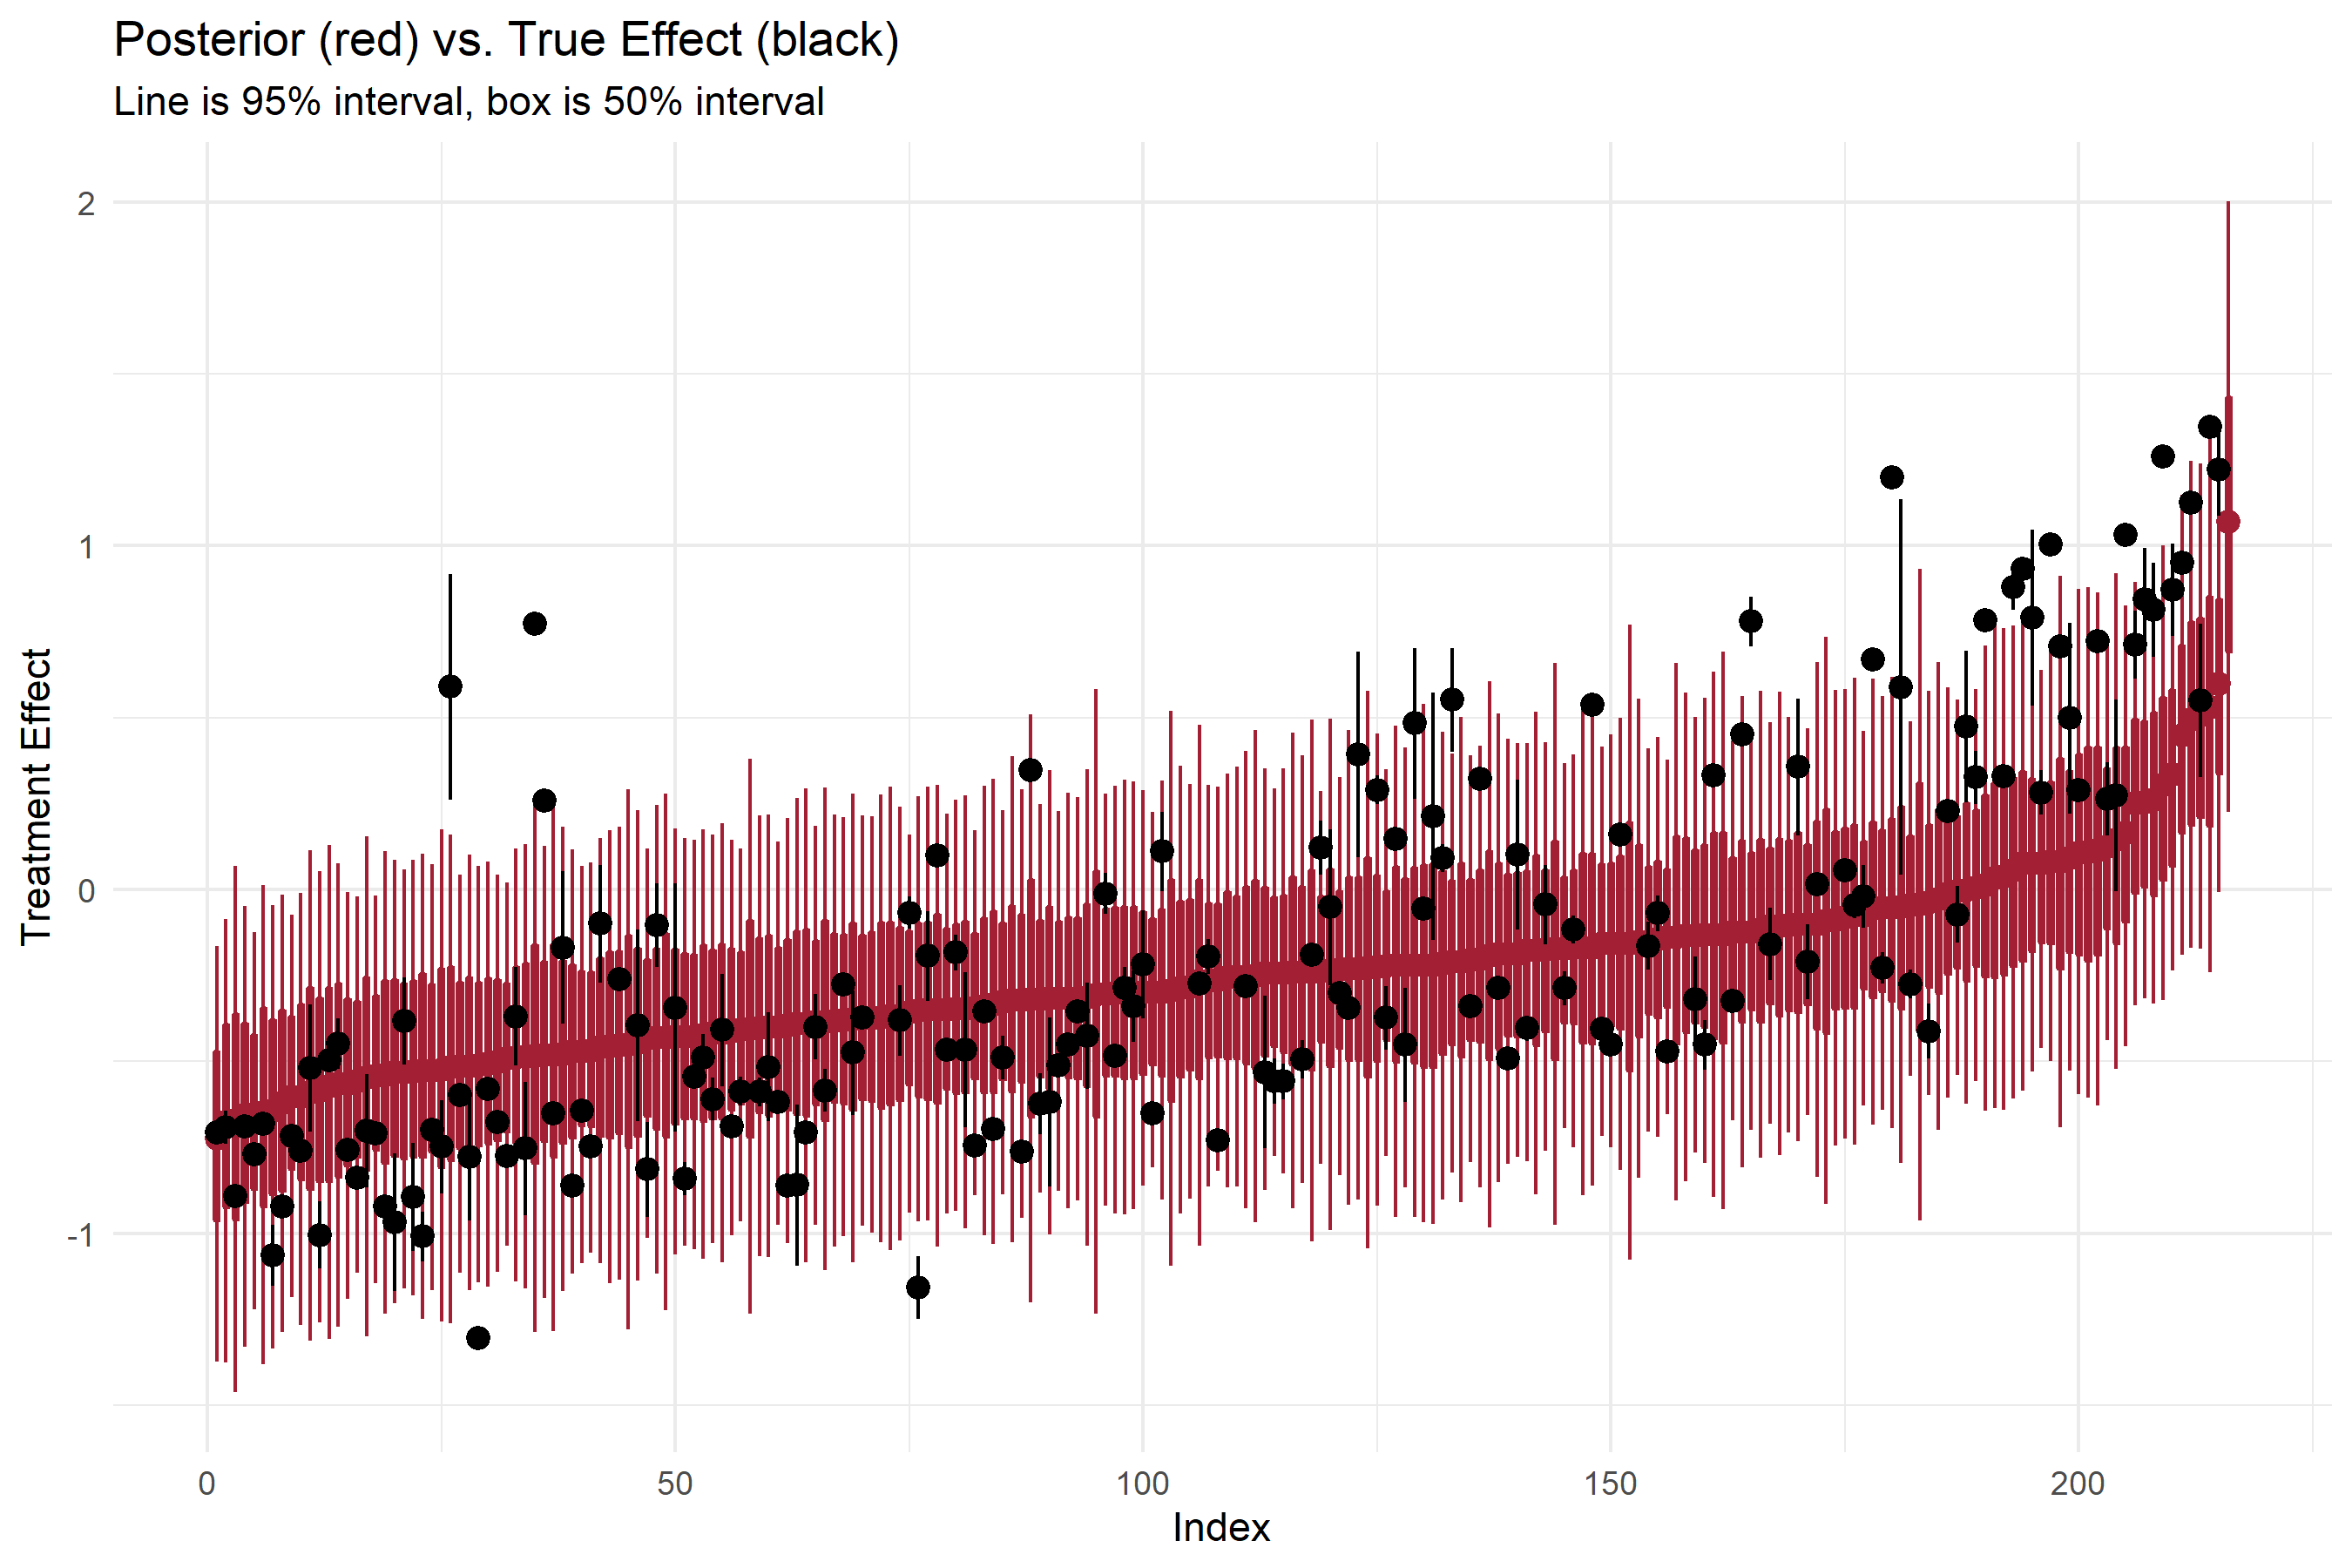 Posterior (red) vs. True Effect (black)
Line is 95% interval, box is 50% interval
Treatment Effect
2
1
0
-1
0
50
100
150
200
Index